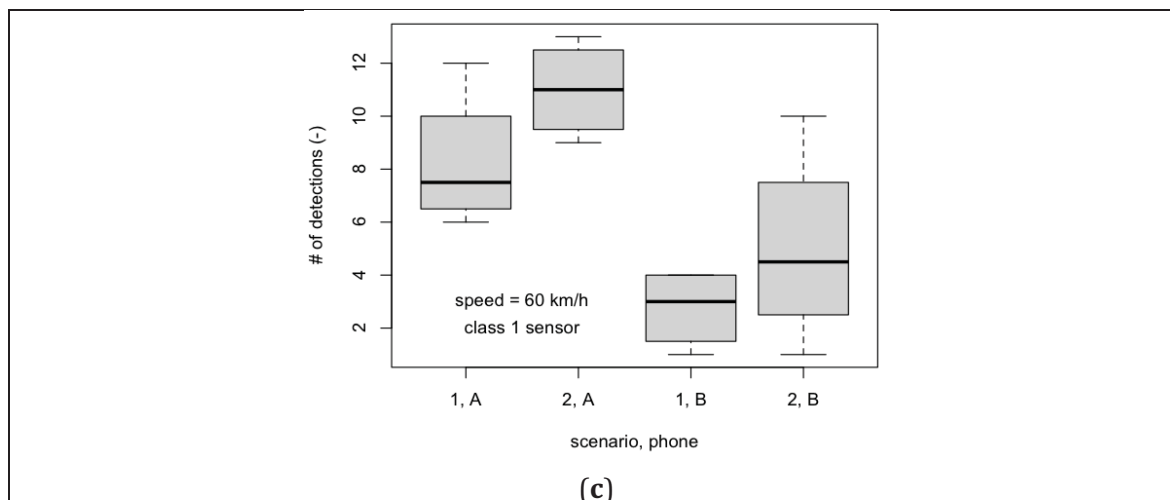 12
10
8
6
4
2
# of detections (-)
speed = 60 km/h
class 1 sensor
1, A 2, A 1, B 2, B
scenario, phone
(c)